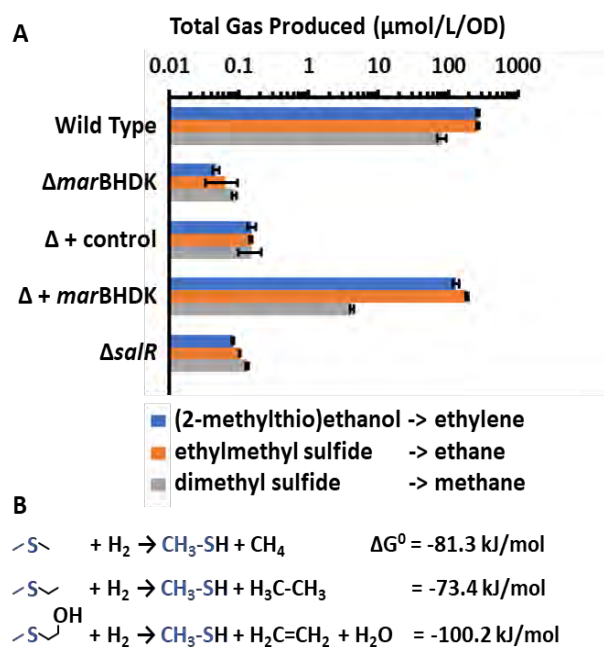 A
Total Gas Produced (µmol/L/OD)
0.01 0.1 1 10 100 1000
Wild Type
ΔmarBHDK
Δ + control
Δ + marBHDK
ΔsalR
(2-methylthio)ethanol -> ethylene
ethylmethyl sulfide -> ethane
dimethyl sulfide -> methane
B
S + H₂ → CH₃-SH + CH₄ ΔG⁰ = -81.3 kJ/mol
S + H₂ → CH₃-SH + H₃C-CH₃ = -73.4 kJ/mol
OH
S + H₂ → CH₃-SH + H₂C=CH₂ + H₂O = -100.2 kJ/mol